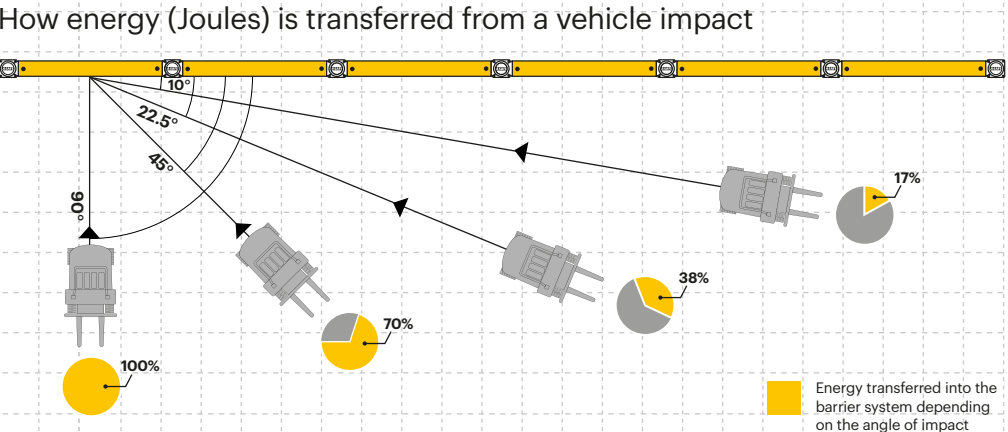 How energy (Joules) is transferred from a vehicle impact
10°
22.5°
45°
90°
17%
38%
70%
100%
Energy transferred into the
barrier system depending
on the angle of impact